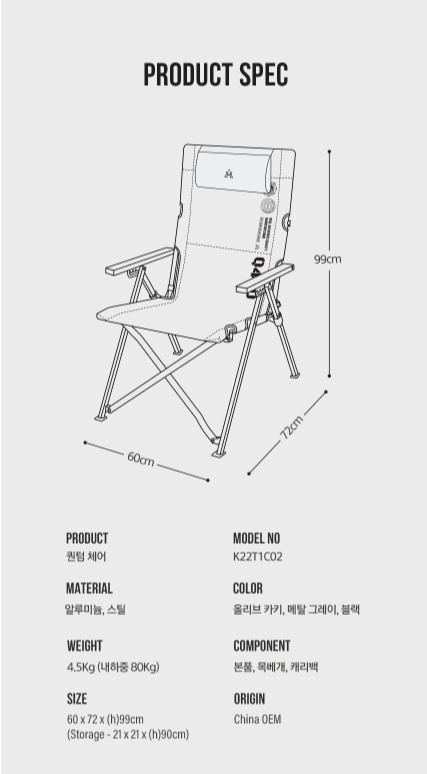 PRODUCT SPEC
99cm
72cm
60cm
PRODUCT
퀀텀 체어
MODEL NO
K22T1C02
MATERIAL
알루미늄, 스틸
COLOR
올리브 카키, 메탈 그레이, 블랙
WEIGHT
4.5Kg (내하중 80Kg)
COMPONENT
본품, 목베개, 캐리백
SIZE
60 x 72 x (h)99cm
(Storage - 21 x 21 x (h)90cm)
ORIGIN
China OEM